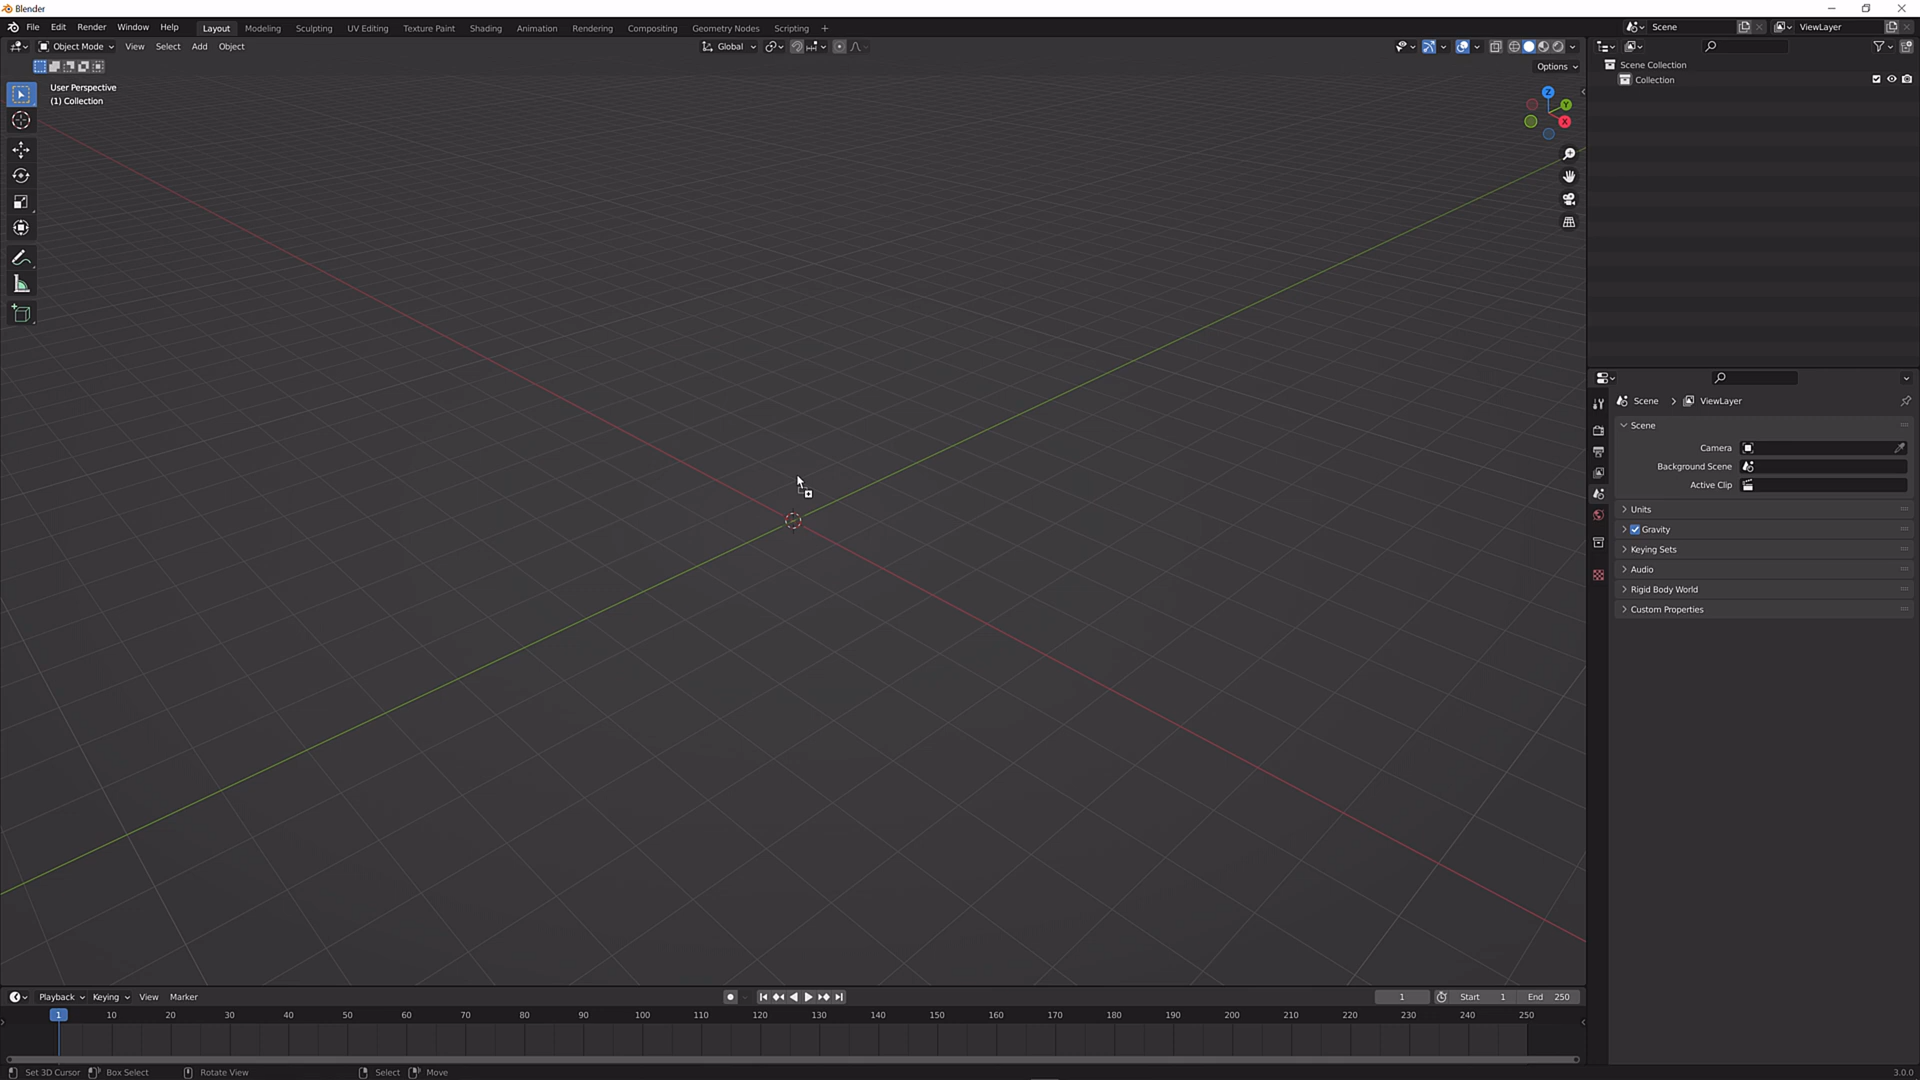 Blender
File Edit Render Window Help Layout Modeling Sculpting UV Editing Texture Paint Shading Animation Rendering Compositing Geometry Nodes Scripting + Scene ViewLayer
Object Mode View Select Add Object Global
Options
User Perspective
(1) Collection
Z
Y
X
Scene Collection
Collection
Scene > ViewLayer
Scene
Camera
Background Scene
Active Clip
Units
Gravity
Keying Sets
Audio
Rigid Body World
Custom Properties
Playback Keying View Marker 1 Start 1 End 250
1 10 20 30 40 50 60 70 80 90 100 110 120 130 140 150 160 170 180 190 200 210 220 230 240 250
Set 3D Cursor Box Select Rotate View Select Move 3.0.0